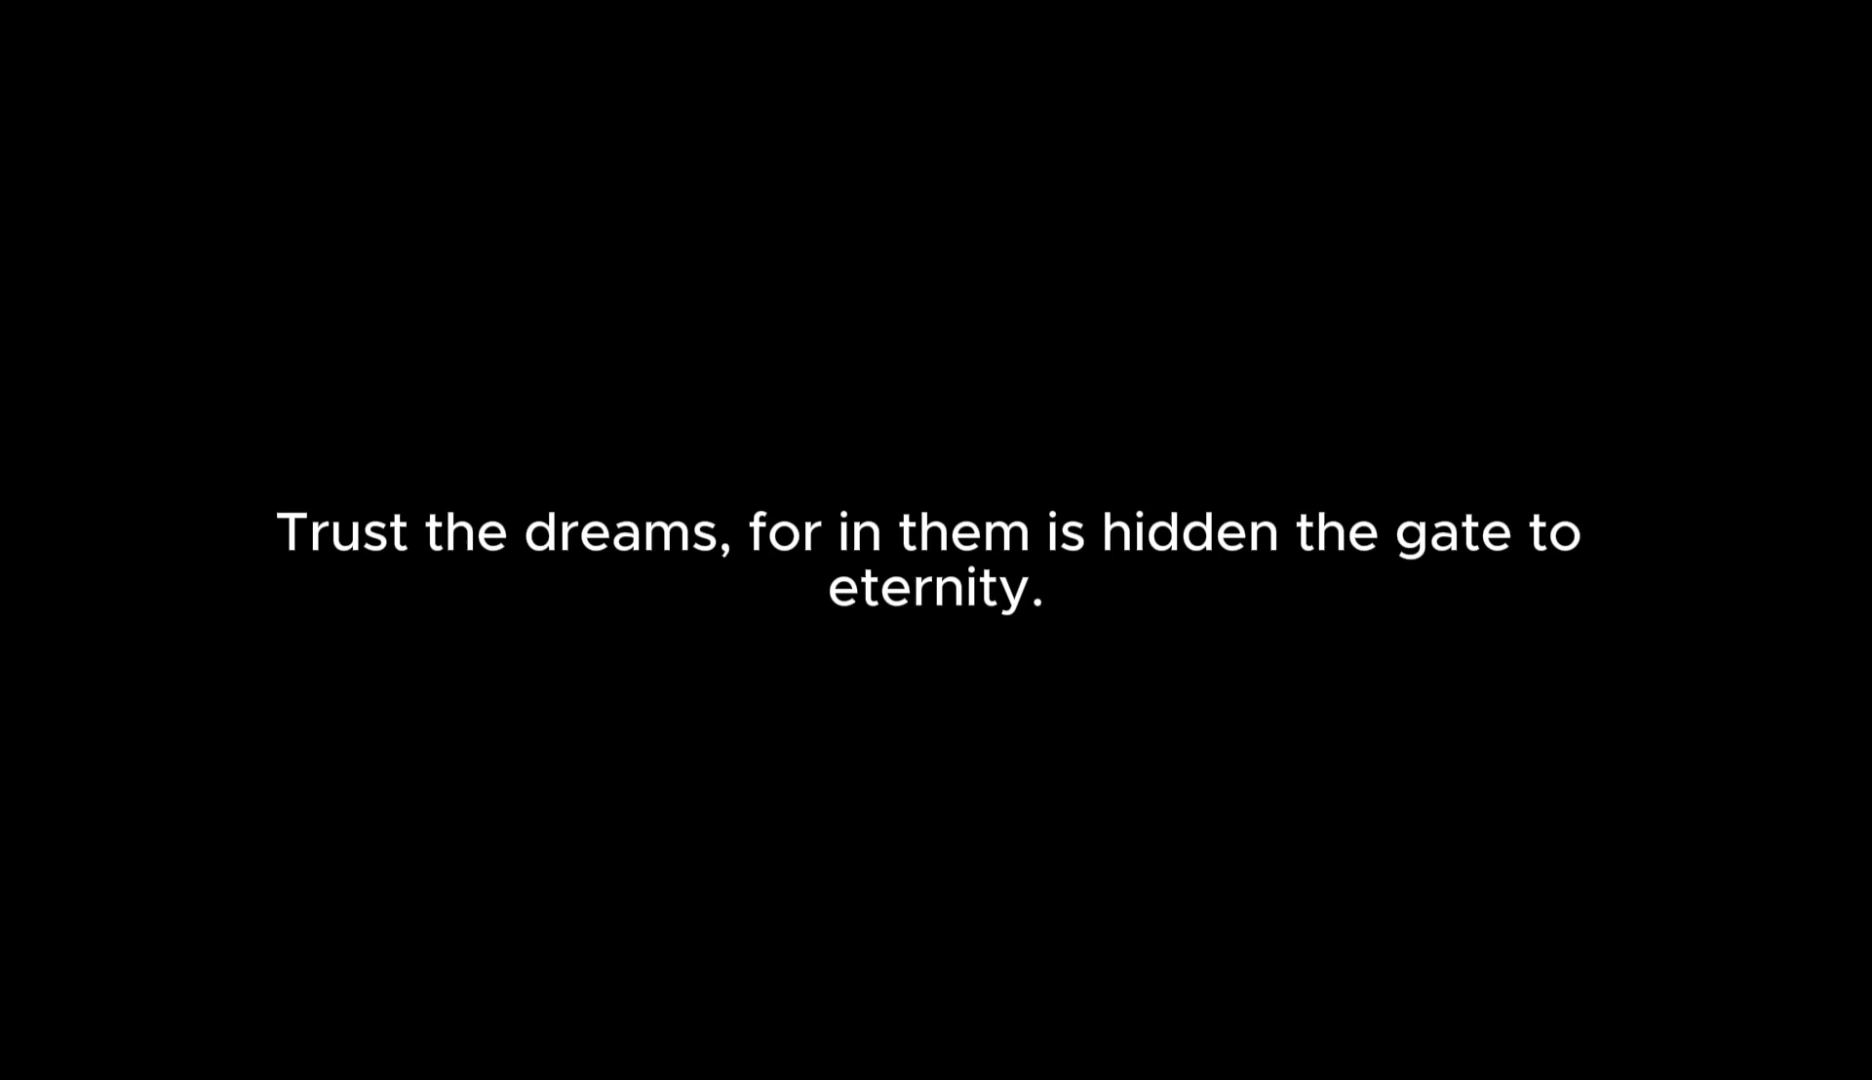 Trust the dreams, for in them is hidden the gate to
eternity.